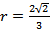 r = 2√2/3